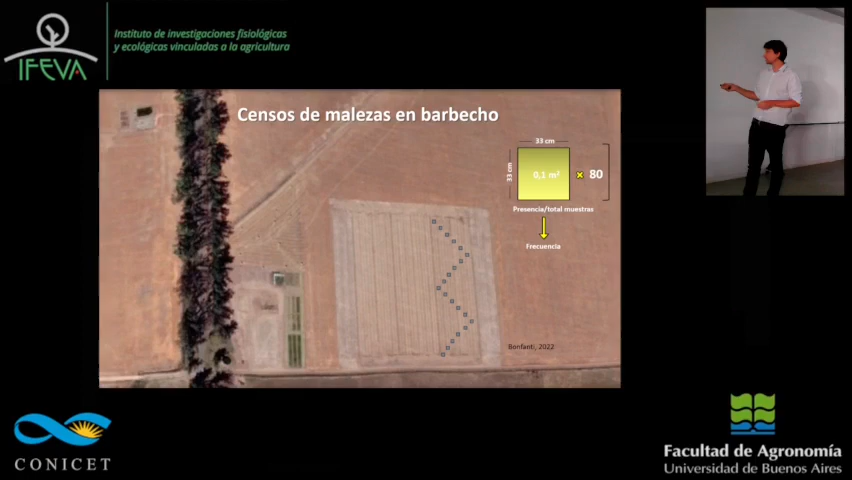 Instituto de investigaciones fisiológicas
y ecológicas vinculadas a la agricultura
IFEVA
Censos de malezas en barbecho
33 cm
33 cm
0,1 m²
× 80
Presencia/total muestras
Frecuencia
Bonfanti, 2022
CONICET
Facultad de Agronomía
Universidad de Buenos Aires